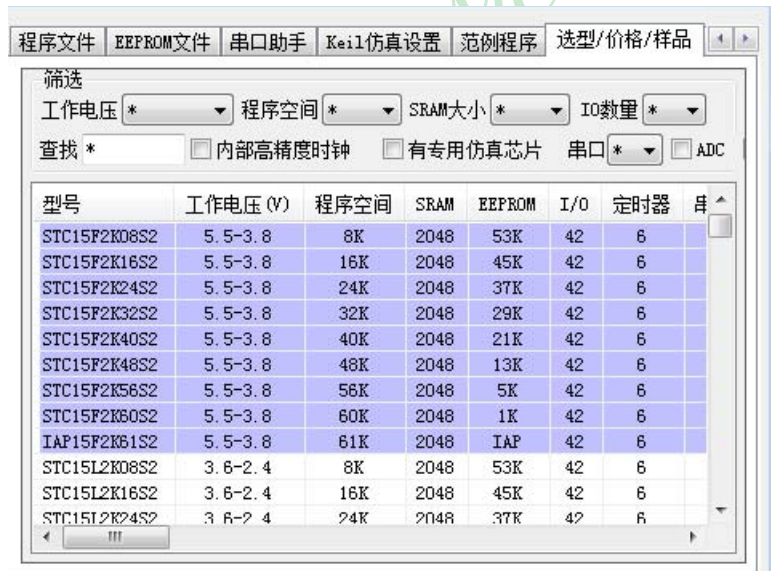 程序文件 EEPROM文件 串口助手 Keil仿真设置 范例程序 选型/价格/样品
筛选
工作电压 * 程序空间 * SRAM大小 * IO数量 *
查找 * 内部高精度时钟 有专用仿真芯片 串口 * ADC
型号 工作电压(V) 程序空间 SRAM EEPROM I/O 定时器 串
STC15F2K08S2 5.5-3.8 8K 2048 53K 42 6
STC15F2K16S2 5.5-3.8 16K 2048 45K 42 6
STC15F2K24S2 5.5-3.8 24K 2048 37K 42 6
STC15F2K32S2 5.5-3.8 32K 2048 29K 42 6
STC15F2K40S2 5.5-3.8 40K 2048 21K 42 6
STC15F2K48S2 5.5-3.8 48K 2048 13K 42 6
STC15F2K56S2 5.5-3.8 56K 2048 5K 42 6
STC15F2K60S2 5.5-3.8 60K 2048 1K 42 6
IAP15F2K61S2 5.5-3.8 61K 2048 IAP 42 6
STC15L2K08S2 3.6-2.4 8K 2048 53K 42 6
STC15L2K16S2 3.6-2.4 16K 2048 45K 42 6
STC15L2K24S2 3.6-2.4 24K 2048 37K 42 6